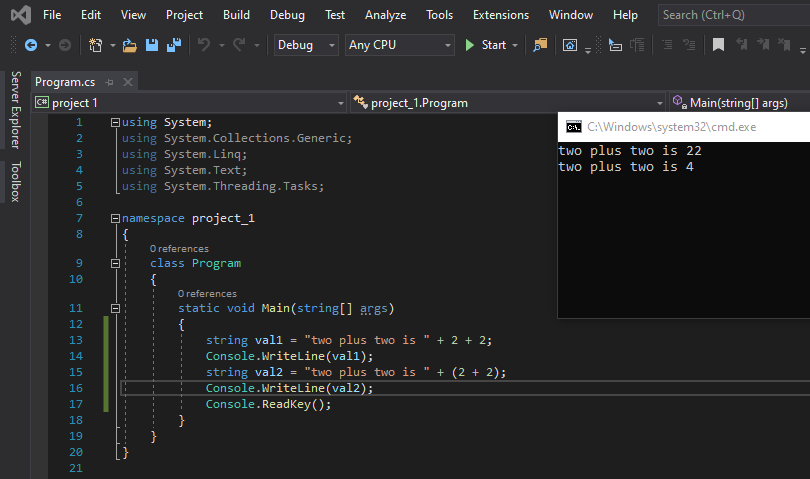 File Edit View Project Build Debug Test Analyze Tools Extensions Window Help Search (Ctrl+Q)
Debug Any CPU Start
Server Explorer
Toolbox
Program.cs
C# project 1 project_1.Program Main(string[] args)
1 using System;
2 using System.Collections.Generic;
3 using System.Linq;
4 using System.Text;
5 using System.Threading.Tasks;
6
7 namespace project_1
8 {
0 references
9 class Program
10 {
0 references
11 static void Main(string[] args)
12 {
13 string val1 = "two plus two is " + 2 + 2;
14 Console.WriteLine(val1);
15 string val2 = "two plus two is " + (2 + 2);
16 Console.WriteLine(val2);
17 Console.ReadKey();
18 }
19 }
20 }
21
C:\Windows\system32\cmd.exe
two plus two is 22
two plus two is 4